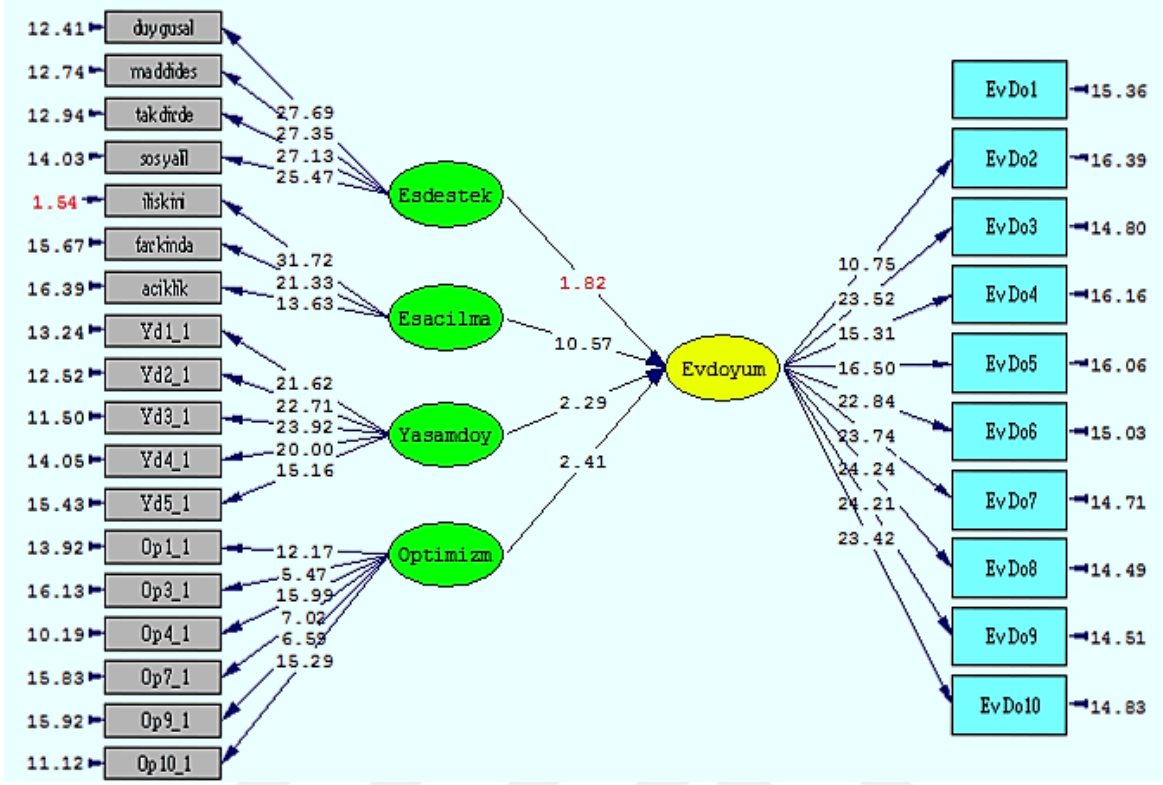 12.41 duygusal
12.74 maddides
12.94 takdirde
14.03 sosyalil
1.54 iliskini
15.67 farkinda
16.39 aciklik
13.24 Yd1_1
12.52 Yd2_1
11.50 Yd3_1
14.05 Yd4_1
15.43 Yd5_1
13.92 Op1_1
16.13 Op3_1
10.19 Op4_1
15.83 Op7_1
15.92 Op9_1
11.12 Op10_1
27.69
27.35
27.13
25.47
31.72
21.33
13.63
21.62
22.71
23.92
20.00
15.16
12.17
5.47
15.99
7.02
6.59
15.29
Esdestek
Esacilma
Yasamdoy
Optimizm
1.82
10.57
2.29
2.41
Evdoyum
10.75
23.52
15.31
16.50
22.84
23.74
24.24
24.21
23.42
EvDo1 15.36
EvDo2 16.39
EvDo3 14.80
EvDo4 16.16
EvDo5 16.06
EvDo6 15.03
EvDo7 14.71
EvDo8 14.49
EvDo9 14.51
EvDo10 14.83